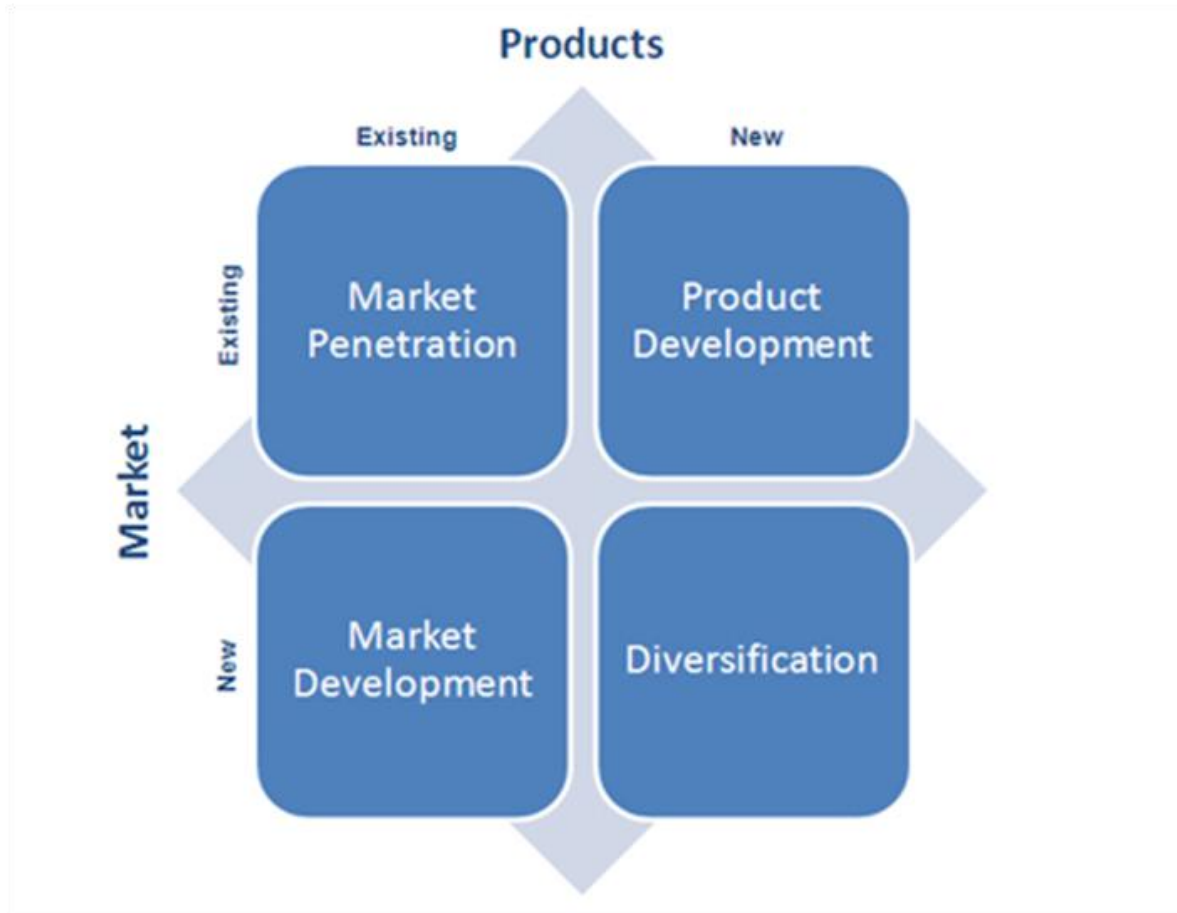 Products
Existing
New
Existing
Market
Penetration
Product
Development
Market
New
Market
Development
Diversification